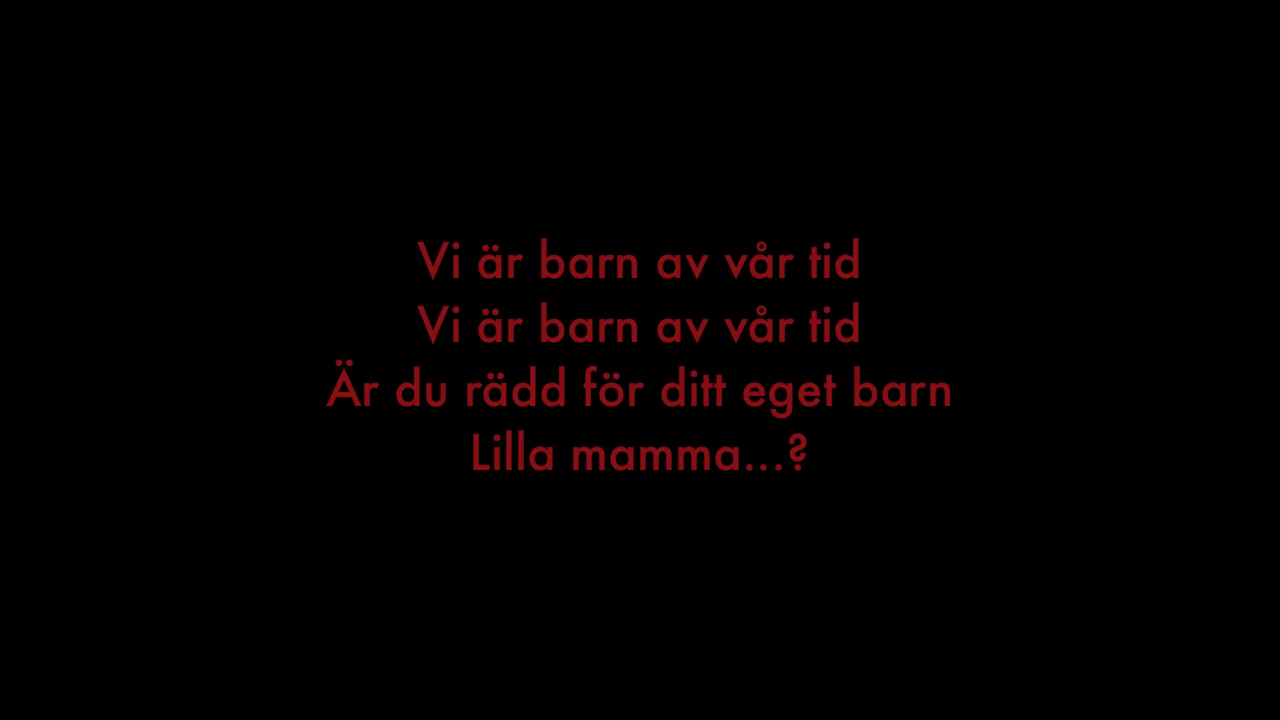 Vi är barn av vår tid
Vi är barn av vår tid
Är du rädd för ditt eget barn
Lilla mamma...?